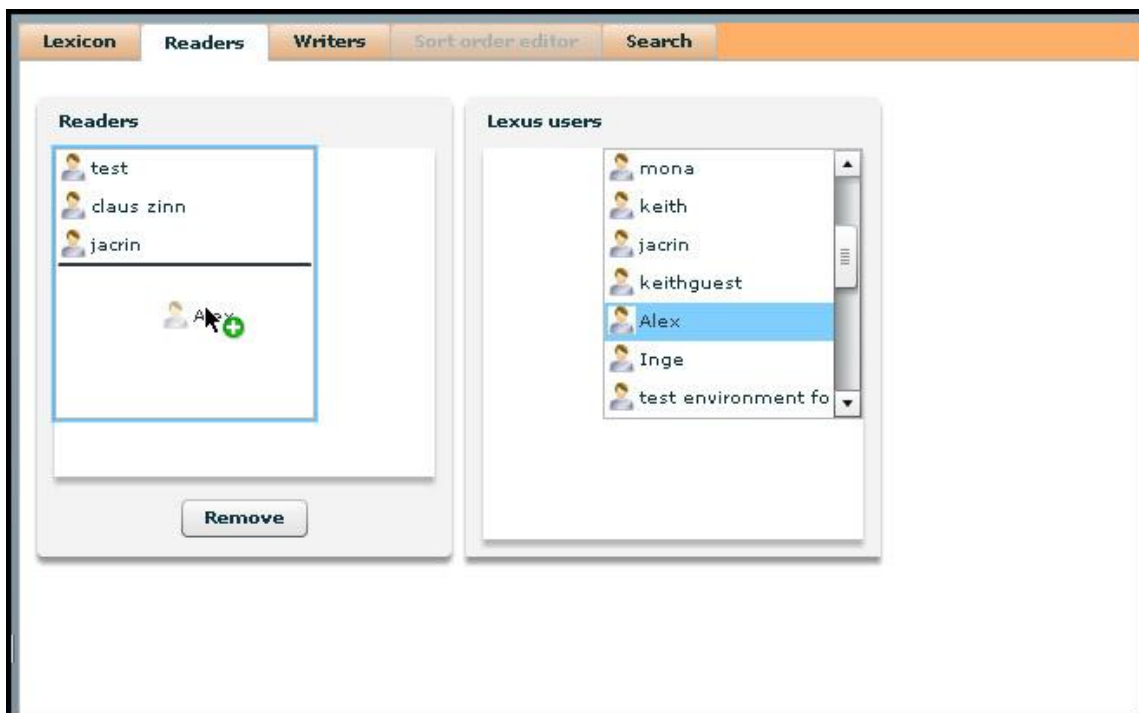 Lexicon Readers Writers Sort order editor Search
Readers
test
claus zinn
jacrin
Alex
Remove
Lexus users
mona
keith
jacrin
keithguest
Alex
Inge
test environment fo